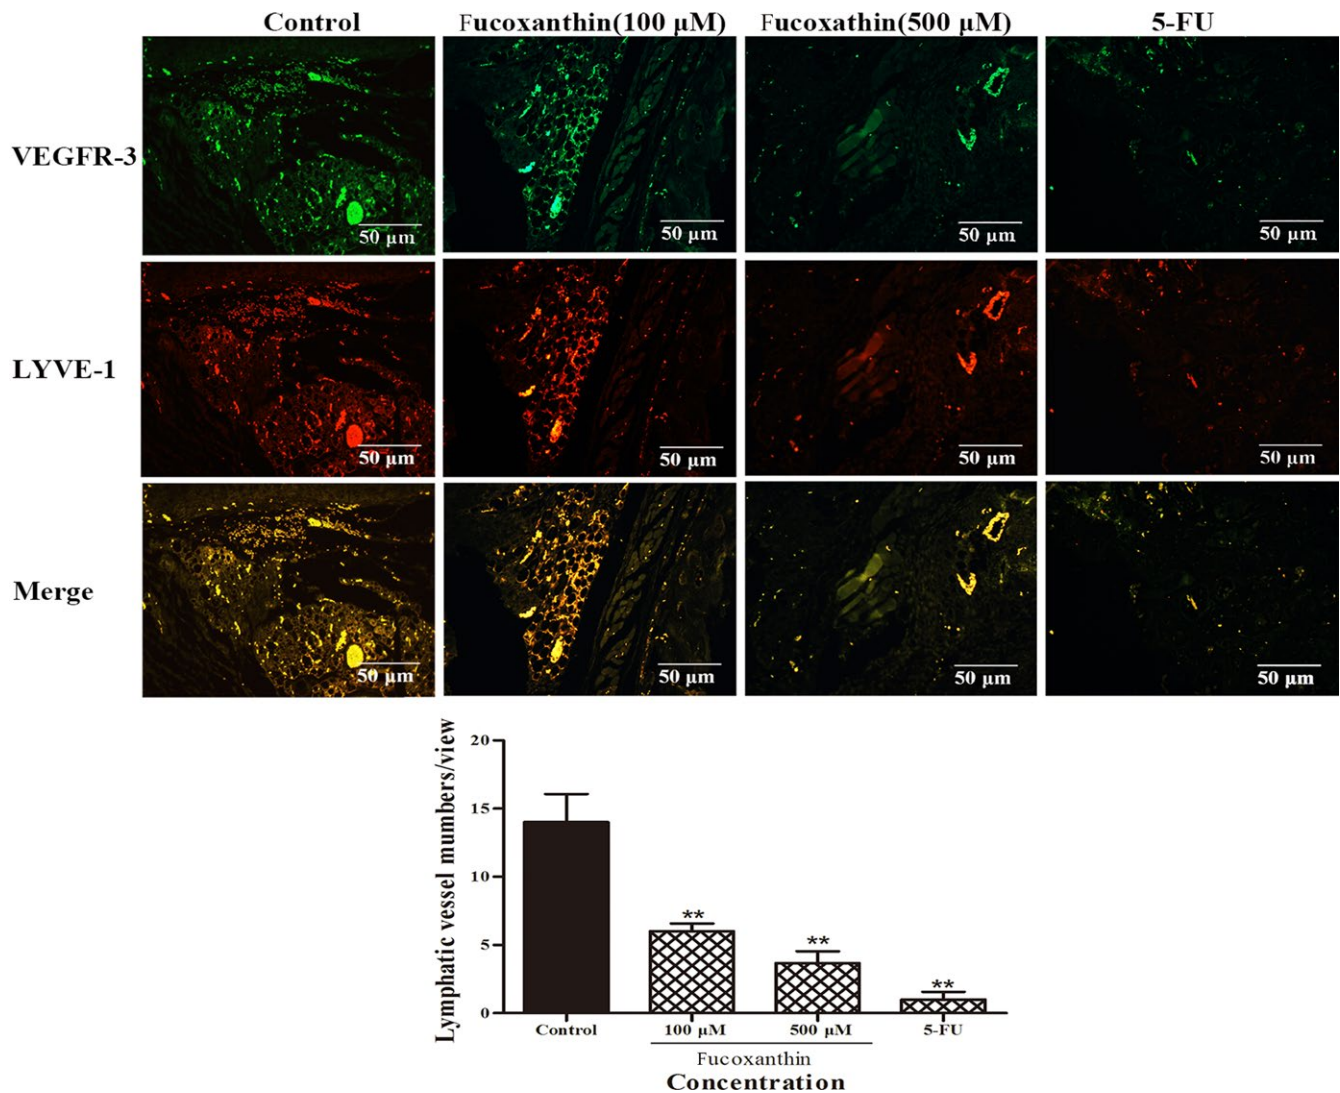 Control Fucoxanthin(100 μM) Fucoxathin(500 μM) 5-FU
VEGFR-3
50 μm 50 μm 50 μm 50 μm
LYVE-1
50 μm 50 μm 50 μm 50 μm
Merge
50 μm 50 μm 50 μm 50 μm
Lymphatic vessel mumbers/view
20
15
10
5
0
** ** **
Control 100 μM 500 μM 5-FU
Fucoxanthin
Concentration